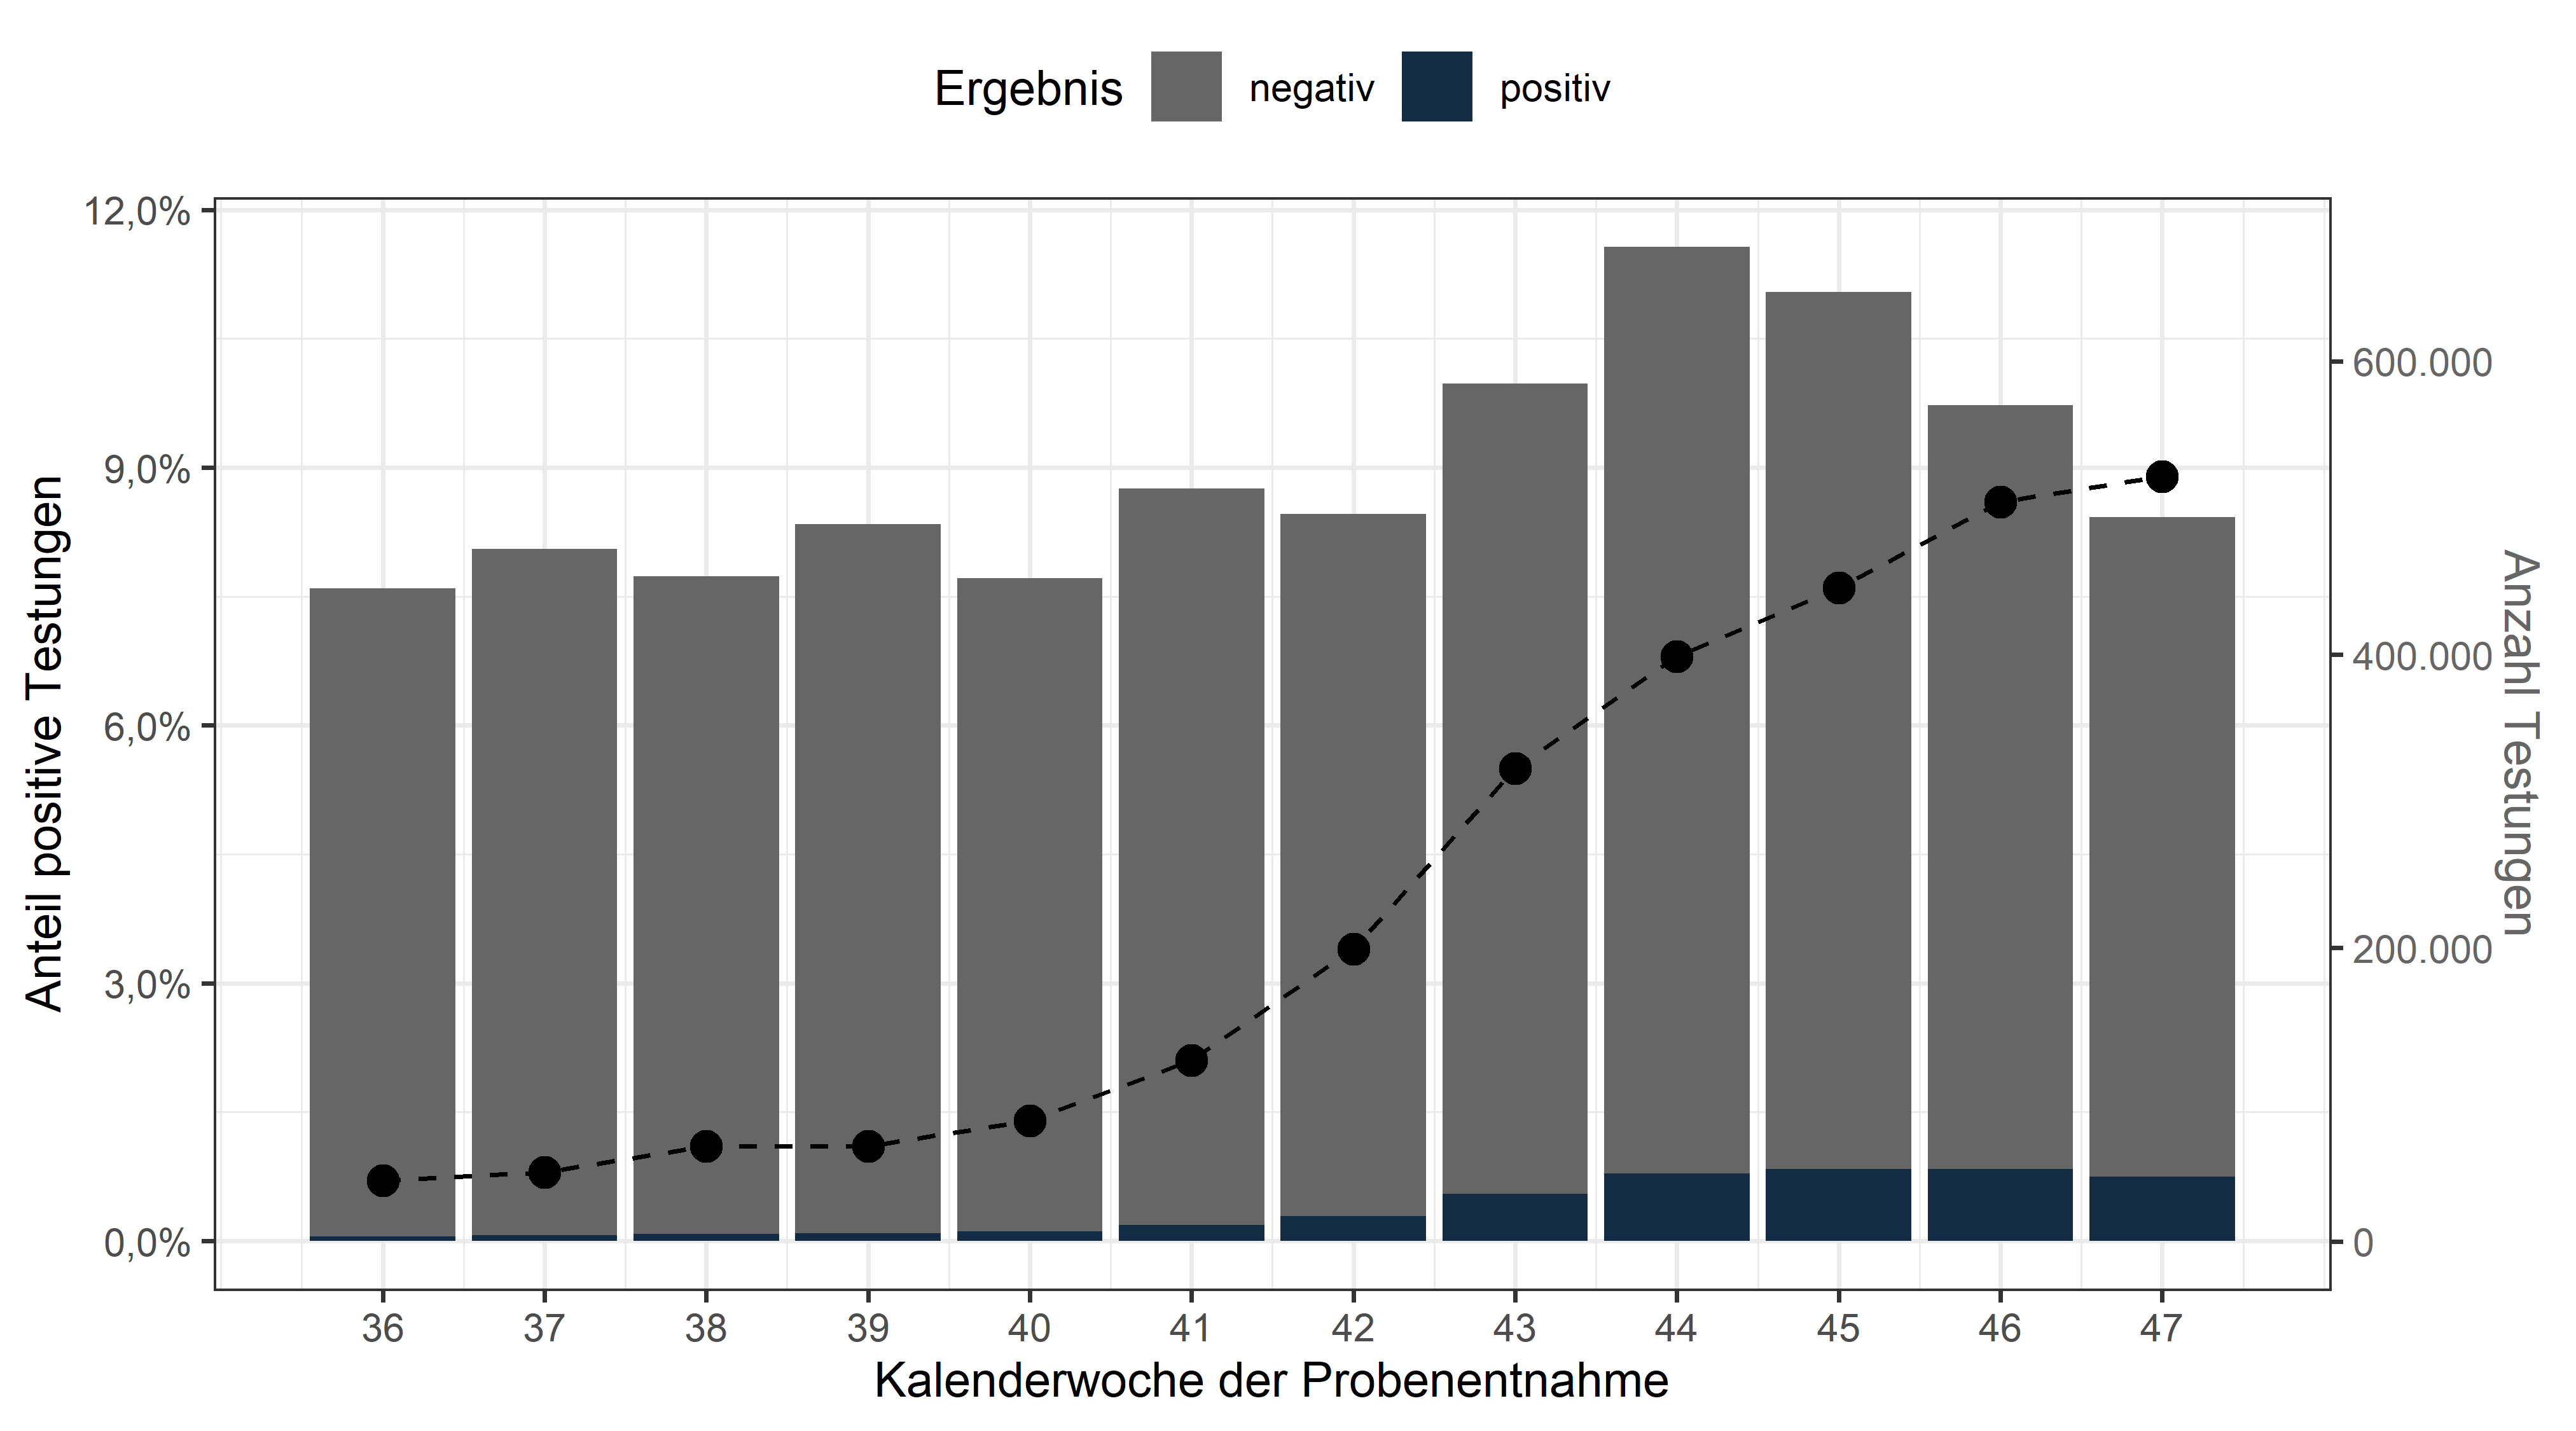 Ergebnis negativ positiv
12,0%
9,0%
6,0%
3,0%
0,0%
Anteil positive Testungen
600.000
400.000
200.000
0
Anzahl Testungen
36 37 38 39 40 41 42 43 44 45 46 47
Kalenderwoche der Probenentnahme